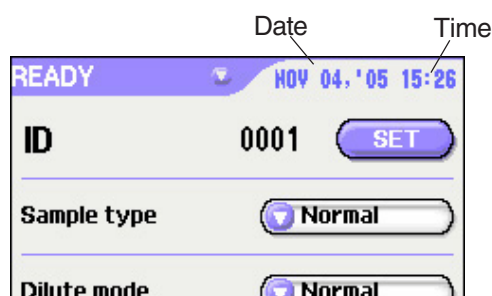 Date Time
READY NOV 04,'05 15:26
ID 0001 SET
Sample type Normal
Dilute mode Normal